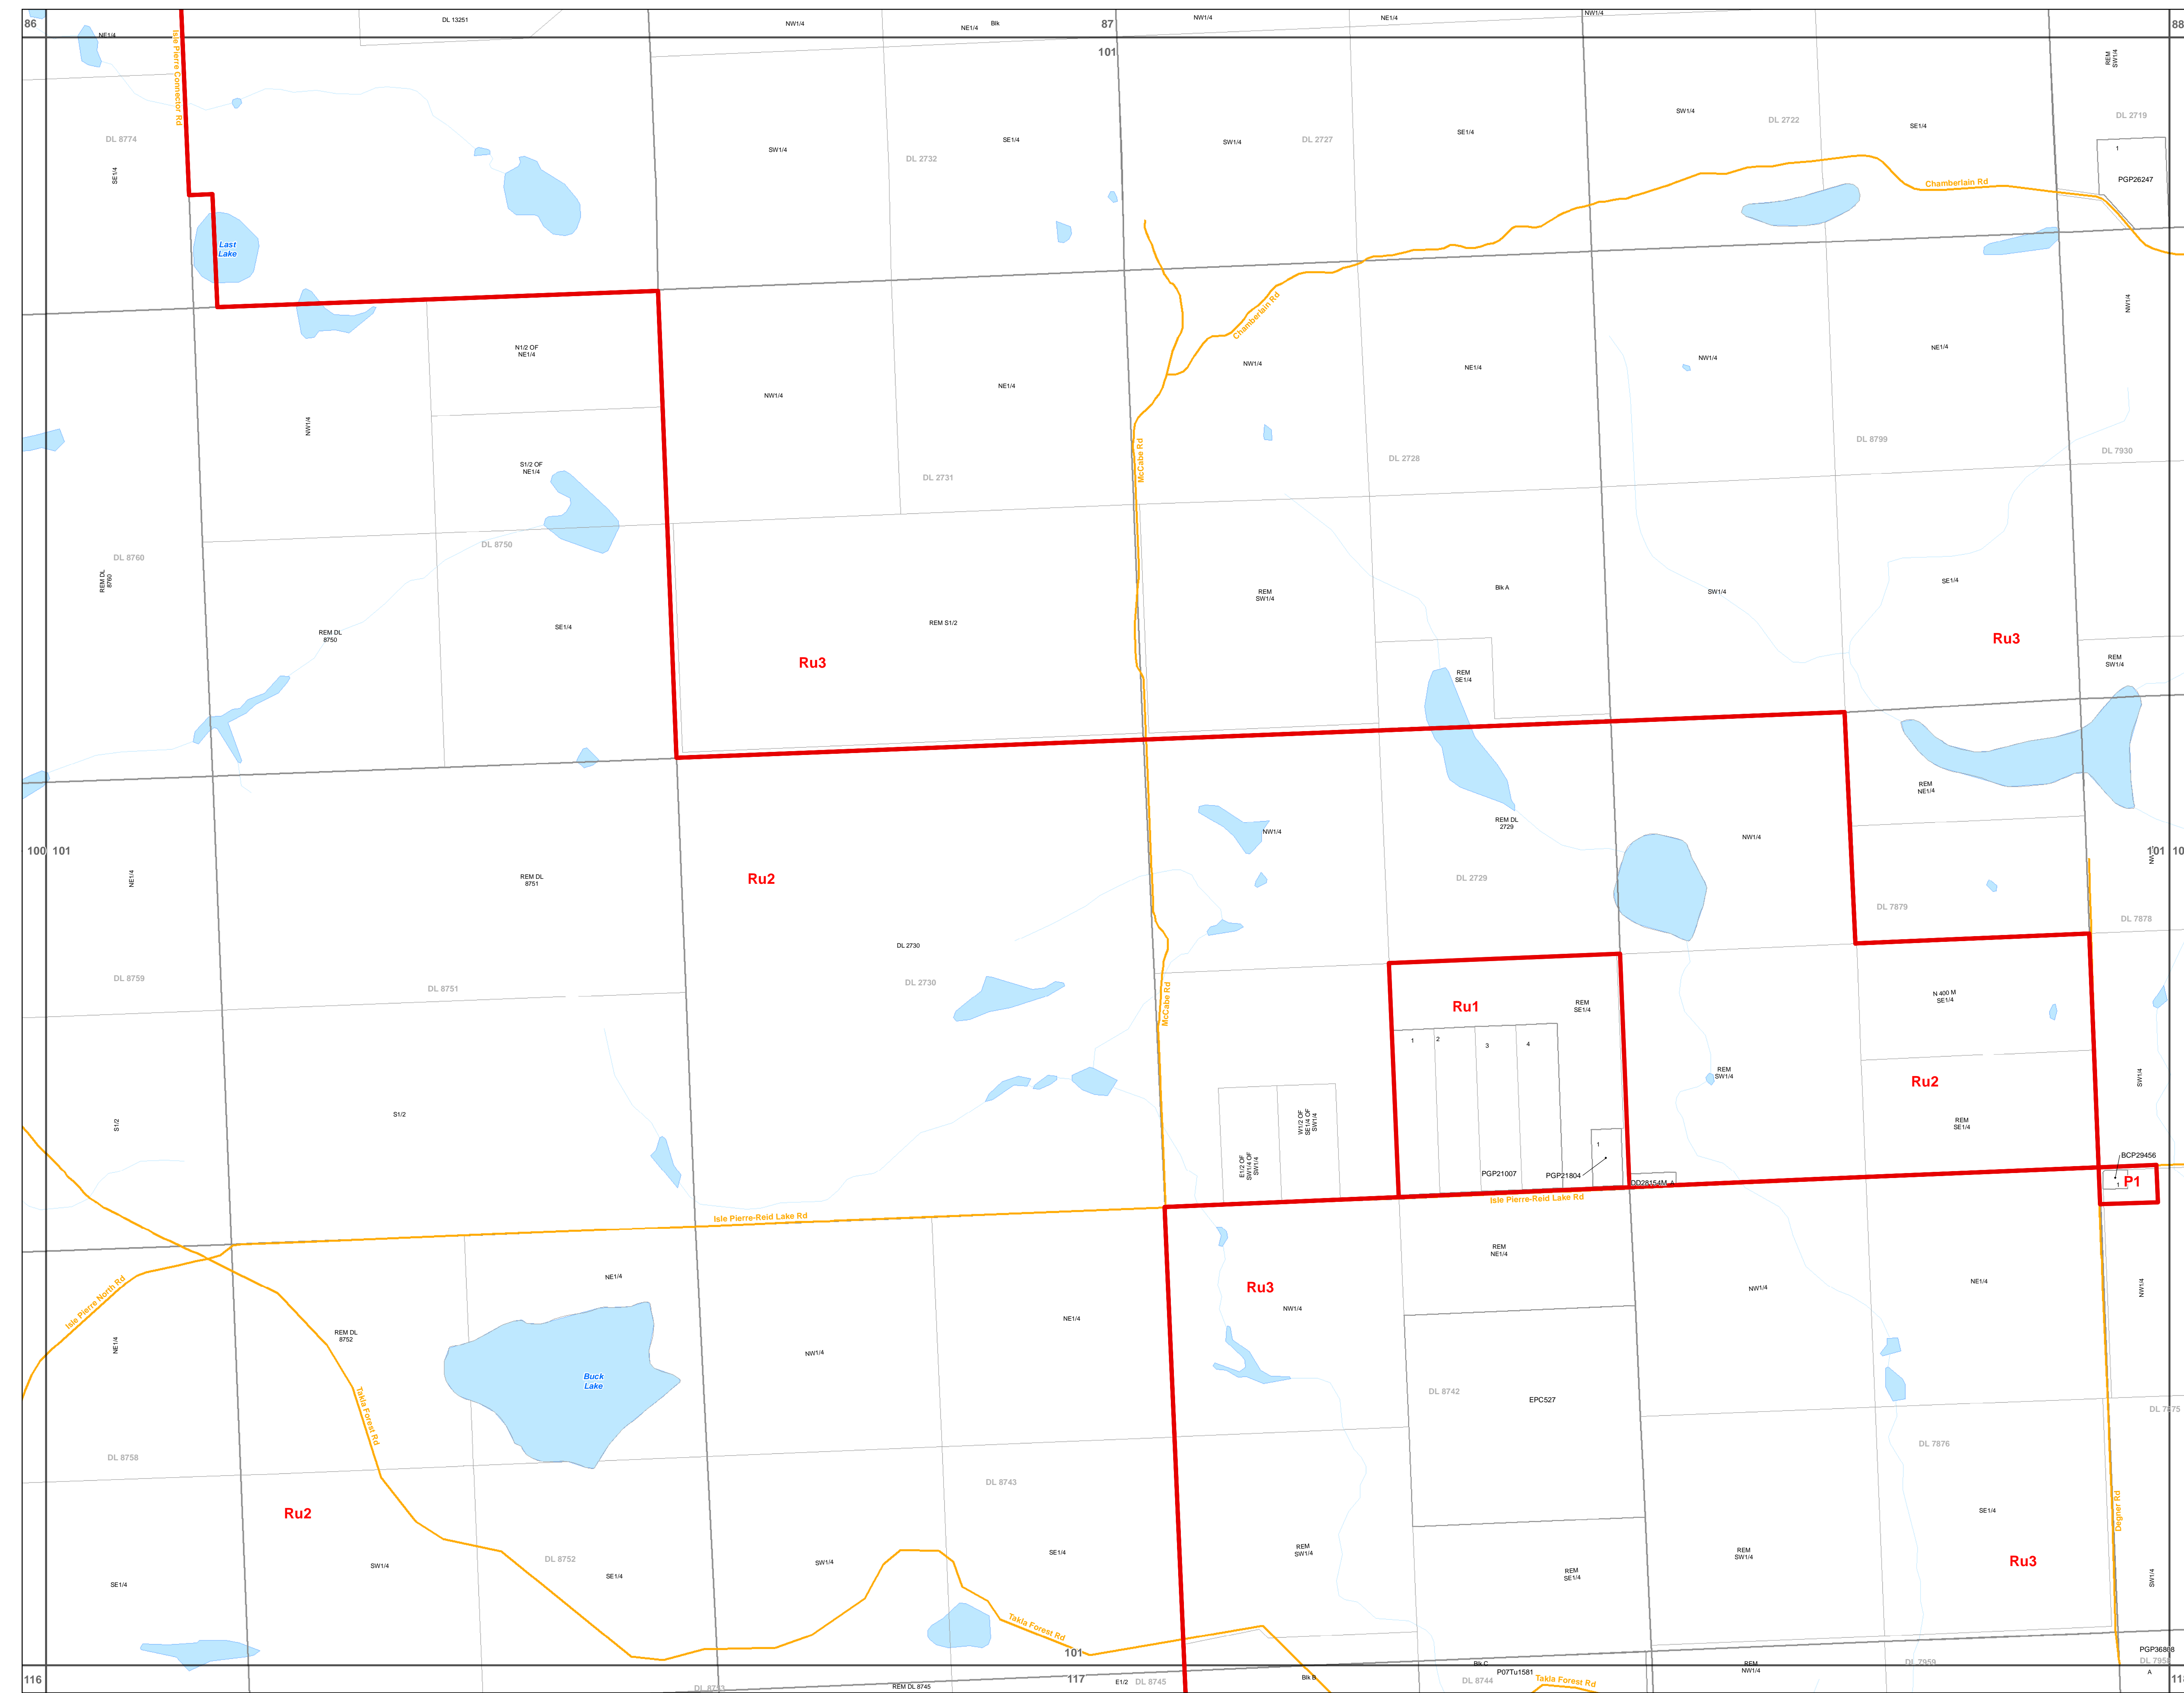 86
NE1/4
DL 13251
NW1/4
NE1/4
Blk
87
101
NW1/4
NE1/4
NW1/4
88
Isle Pierre Connector Rd
REM
SW1/4
DL 8774
SE1/4
SW1/4
DL 2732
SE1/4
SW1/4
DL 2727
SE1/4
SW1/4
DL 2722
SE1/4
DL 2719
1
PGP26247
Chamberlain Rd
Last
Lake
N1/2 OF
NE1/4
NW1/4
NW1/4
NE1/4
Chamberlain Rd
NW1/4
NE1/4
NW1/4
NE1/4
NW1/4
S1/2 OF
NE1/4
DL 2731
McCabe Rd
DL 2728
DL 8799
DL 7930
DL 8760
REM DL
8760
DL 8750
REM DL
8750
SE1/4
REM S1/2
Ru3
REM
SW1/4
Blk A
SW1/4
SE1/4
Ru3
REM
SE1/4
REM
SW1/4
REM
NE1/4
100
101
NE1/4
REM DL
8751
Ru2
NW1/4
REM DL
2729
DL 2729
NW1/4
DL 7879
101
10
DL 7878
DL 2730
DL 2730
DL 8759
DL 8751
McCabe Rd
Ru1
REM
SE1/4
1
2
3
4
N 400 M
SE1/4
REM
SW1/4
Ru2
SW1/4
S1/2
S1/2
E1/2 OF
SW1/4 OF
SW1/4
W1/2 OF
SE1/4 OF
SW1/4
PGP21007
PGP21804
1
REM
SE1/4
BCP29456
1
P1
Isle Pierre-Reid Lake Rd
Isle Pierre-Reid Lake Rd
Isle Pierre North Rd
NE1/4
REM DL
8752
NE1/4
NW1/4
NE1/4
Ru3
NW1/4
REM
NE1/4
NW1/4
NE1/4
NW1/4
Buck
Lake
Takla Forest Rd
DL 8742
EPC527
DL 7876
DL 8758
DL 8743
Ru2
SE1/4
SW1/4
DL 8752
SE1/4
SW1/4
SE1/4
REM
SW1/4
REM
SE1/4
REM
SW1/4
SE1/4
Ru3
Degner Rd
SW1/4
Takla Forest Rd
101
116
117
REM DL 8745
E1/2
DL 8745
Blk B
DL 8744
Blk C
P07Tu1581
Takla Forest Rd
REM
NW1/4
DL 7959
PGP36808
A